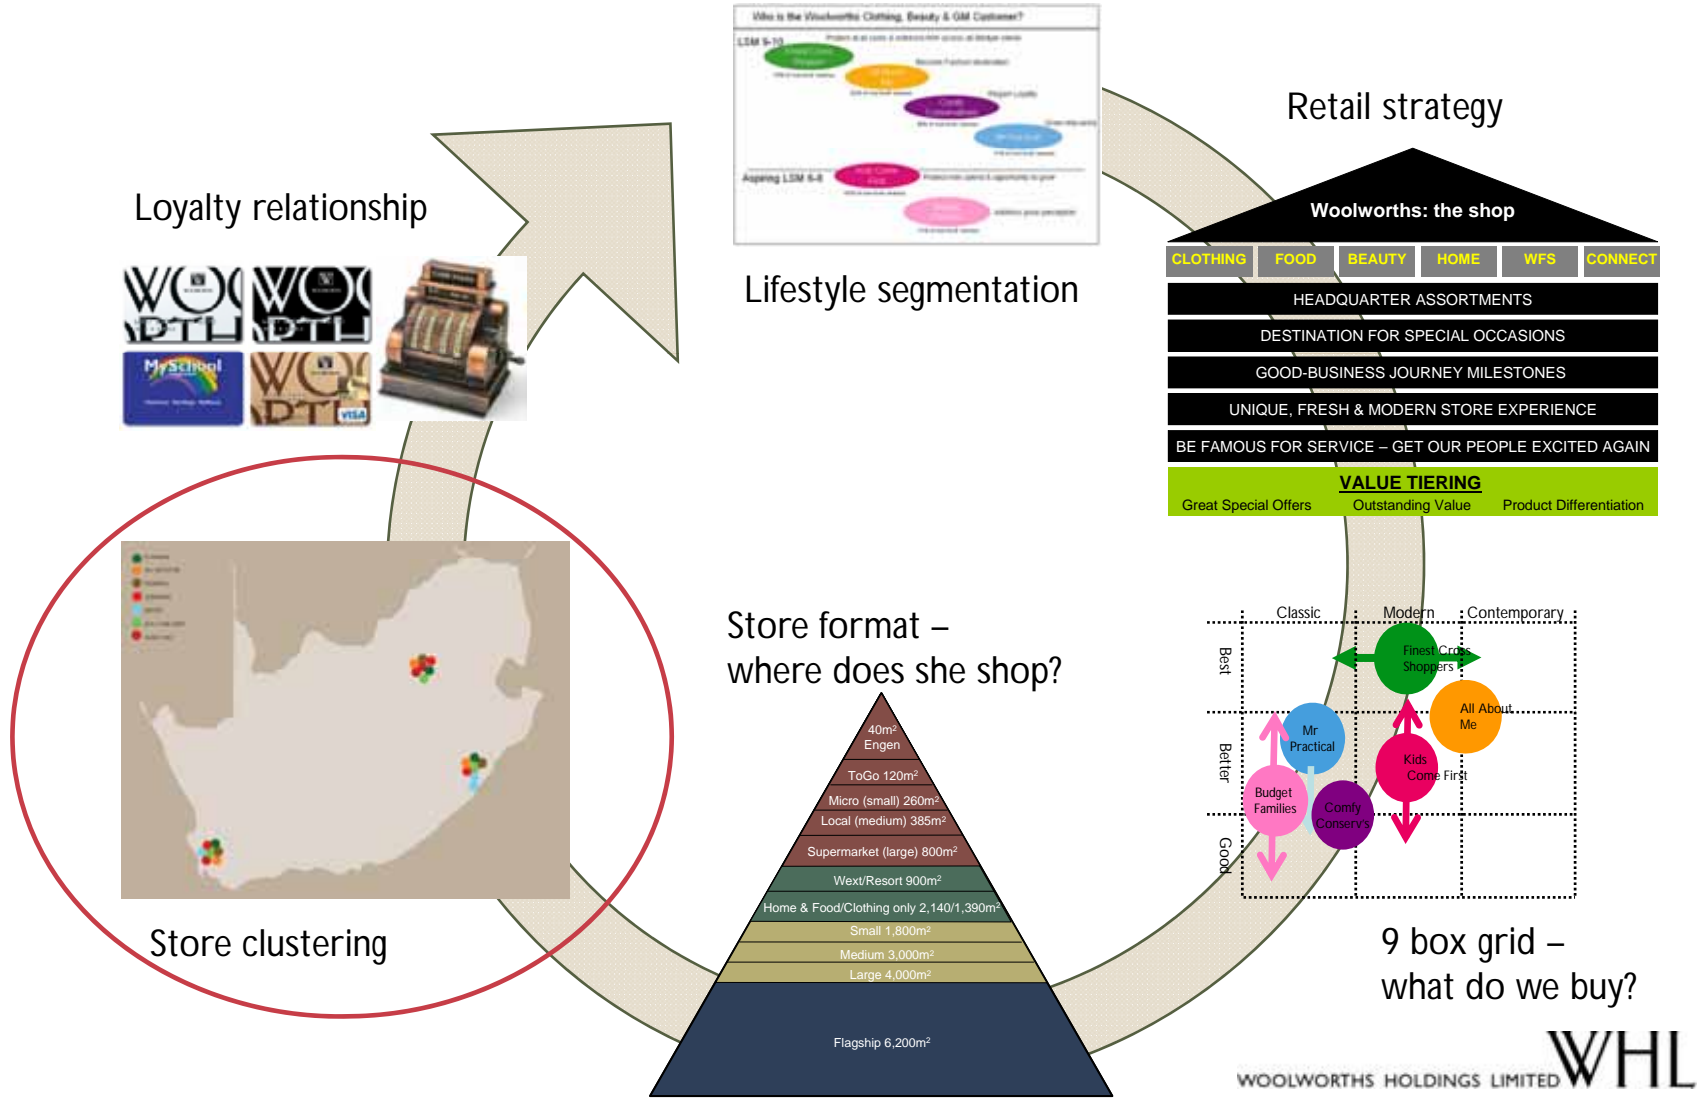 Who is the Woolworths Clothing, Beauty & GM Customer?
LSM 9-10
Aspiring LSM 6-8
Lifestyle segmentation
Retail strategy
Woolworths: the shop
CLOTHING FOOD BEAUTY HOME WFS CONNECT
HEADQUARTER ASSORTMENTS
DESTINATION FOR SPECIAL OCCASIONS
GOOD-BUSINESS JOURNEY MILESTONES
UNIQUE, FRESH & MODERN STORE EXPERIENCE
BE FAMOUS FOR SERVICE – GET OUR PEOPLE EXCITED AGAIN
VALUE TIERING
Great Special Offers Outstanding Value Product Differentiation
Classic Modern Contemporary
Best
Better
Good
Finest Cross
Shoppers
All About
Me
Mr
Practical
Kids
Come First
Budget
Families
Comfy
Conserv's
9 box grid –
what do we buy?
Store format –
where does she shop?
40m²
Engen
ToGo 120m²
Micro (small) 260m²
Local (medium) 385m²
Supermarket (large) 800m²
Wext/Resort 900m²
Home & Food/Clothing only 2,140/1,390m²
Small 1,800m²
Medium 3,000m²
Large 4,000m²
Flagship 6,200m²
Store clustering
Loyalty relationship
MySchool
VISA
WOOLWORTHS HOLDINGS LIMITED WHL